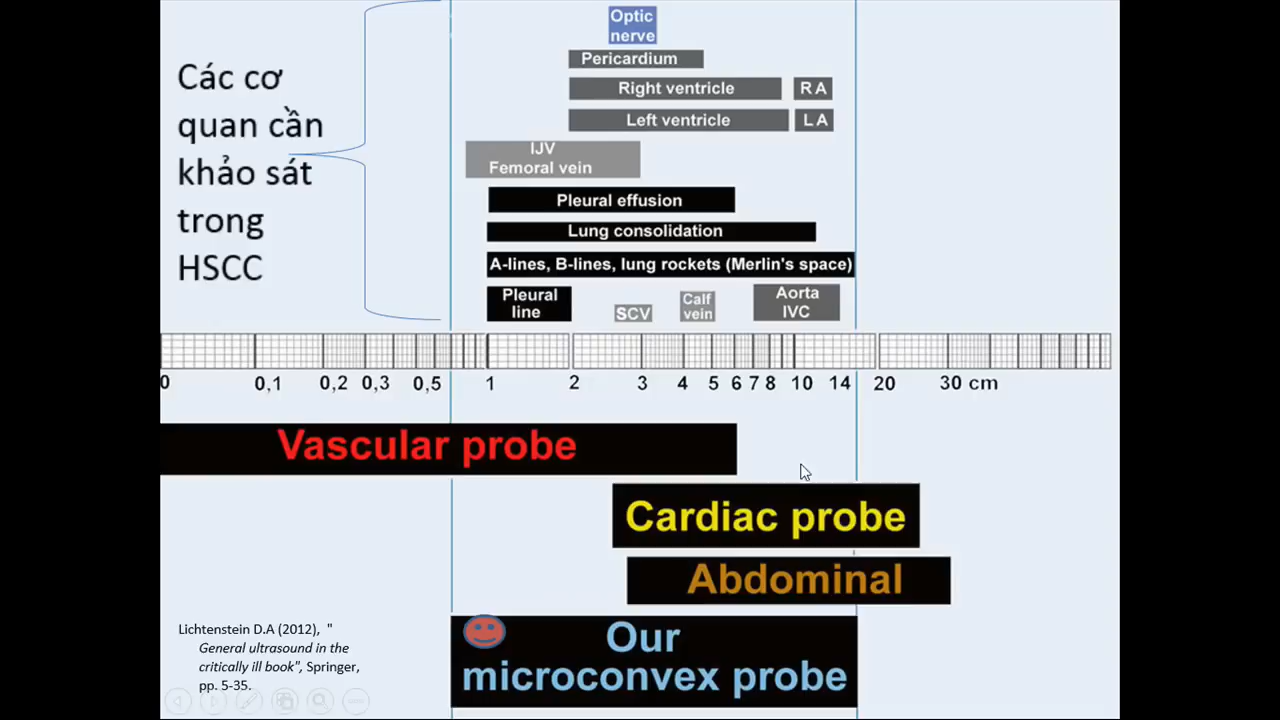 Các cơ
quan cần
khảo sát
trong
HSCC
Optic
nerve
Pericardium
Right ventricle
R A
Left ventricle
L A
IJV
Femoral vein
Pleural effusion
Lung consolidation
A-lines, B-lines, lung rockets (Merlin's space)
Pleural
line
SCV
Calf
vein
Aorta
IVC
0 0,1 0,2 0,3 0,5 1 2 3 4 5 6 7 8 10 14 20 30 cm
Vascular probe
Cardiac probe
Abdominal
Our
microconvex probe
Lichtenstein D.A (2012), "
General ultrasound in the
critically ill book", Springer,
pp. 5-35.